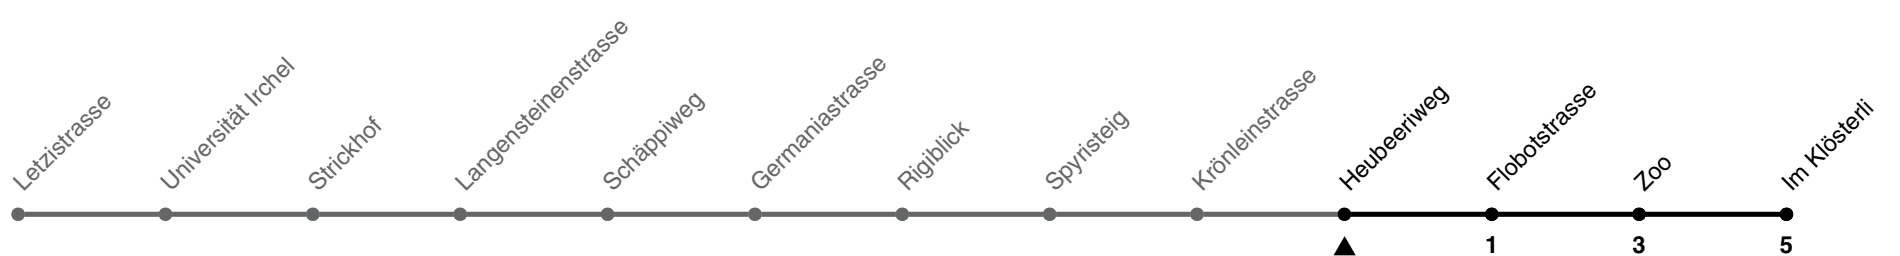 Letzistrasse
Universität Irchel
Strickhof
Langensteinenstrasse
Schäppiweg
Germaniastrasse
Rigiblick
Spyristeig
Krönleinstrasse
Heubeeriweg
Flobotstrasse
Zoo
Im Klösterli
1
3
5